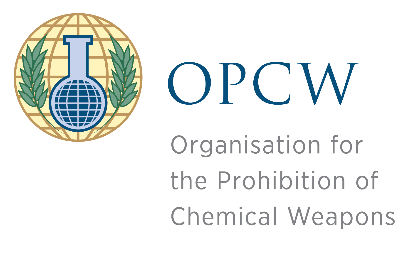 OPCW
Organisation for
the Prohibition of
Chemical Weapons